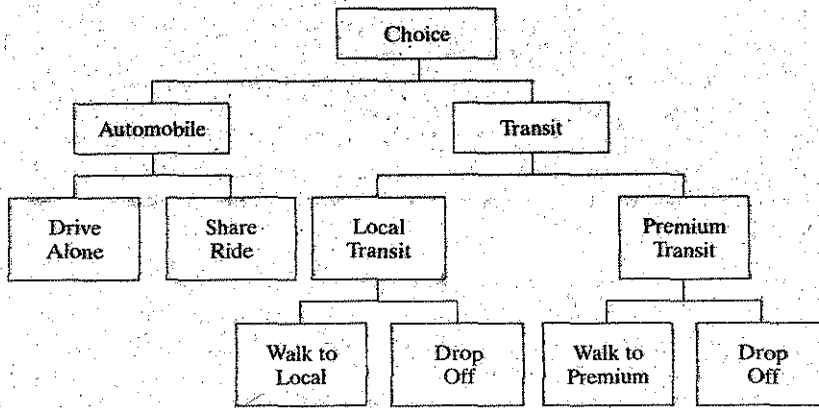 Choice
Automobile
Transit
Drive
Alone
Share
Ride
Local
Transit
Premium
Transit
Walk to
Local
Drop
Off
Walk to
Premium
Drop
Off